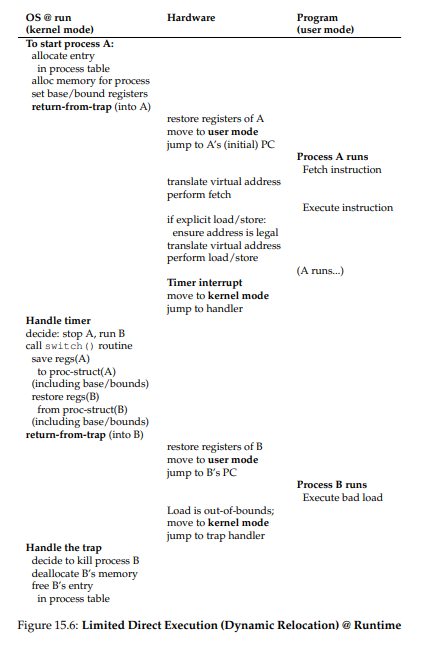 OS @ run Hardware Program
(kernel mode) (user mode)
To start process A:
allocate entry
in process table
alloc memory for process
set base/bound registers
return-from-trap (into A)
restore registers of A
move to user mode
jump to A's (initial) PC
Process A runs
Fetch instruction
translate virtual address
perform fetch
Execute instruction
if explicit load/store:
ensure address is legal
translate virtual address
perform load/store
(A runs...)
Timer interrupt
move to kernel mode
jump to handler
Handle timer
decide: stop A, run B
call switch() routine
save regs(A)
to proc-struct(A)
(including base/bounds)
restore regs(B)
from proc-struct(B)
(including base/bounds)
return-from-trap (into B)
restore registers of B
move to user mode
jump to B's PC
Process B runs
Execute bad load
Load is out-of-bounds;
move to kernel mode
jump to trap handler
Handle the trap
decide to kill process B
deallocate B's memory
free B's entry
in process table
Figure 15.6: Limited Direct Execution (Dynamic Relocation) @ Runtime